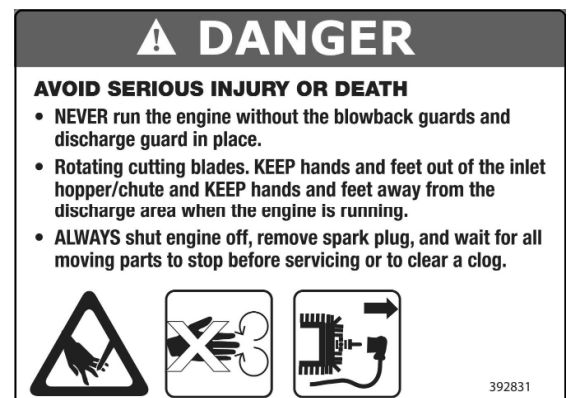 DANGER
AVOID SERIOUS INJURY OR DEATH
• NEVER run the engine without the blowback guards and
discharge guard in place.
• Rotating cutting blades. KEEP hands and feet out of the inlet
hopper/chute and KEEP hands and feet away from the
discharge area when the engine is running.
• ALWAYS shut engine off, remove spark plug, and wait for all
moving parts to stop before servicing or to clear a clog.
392831